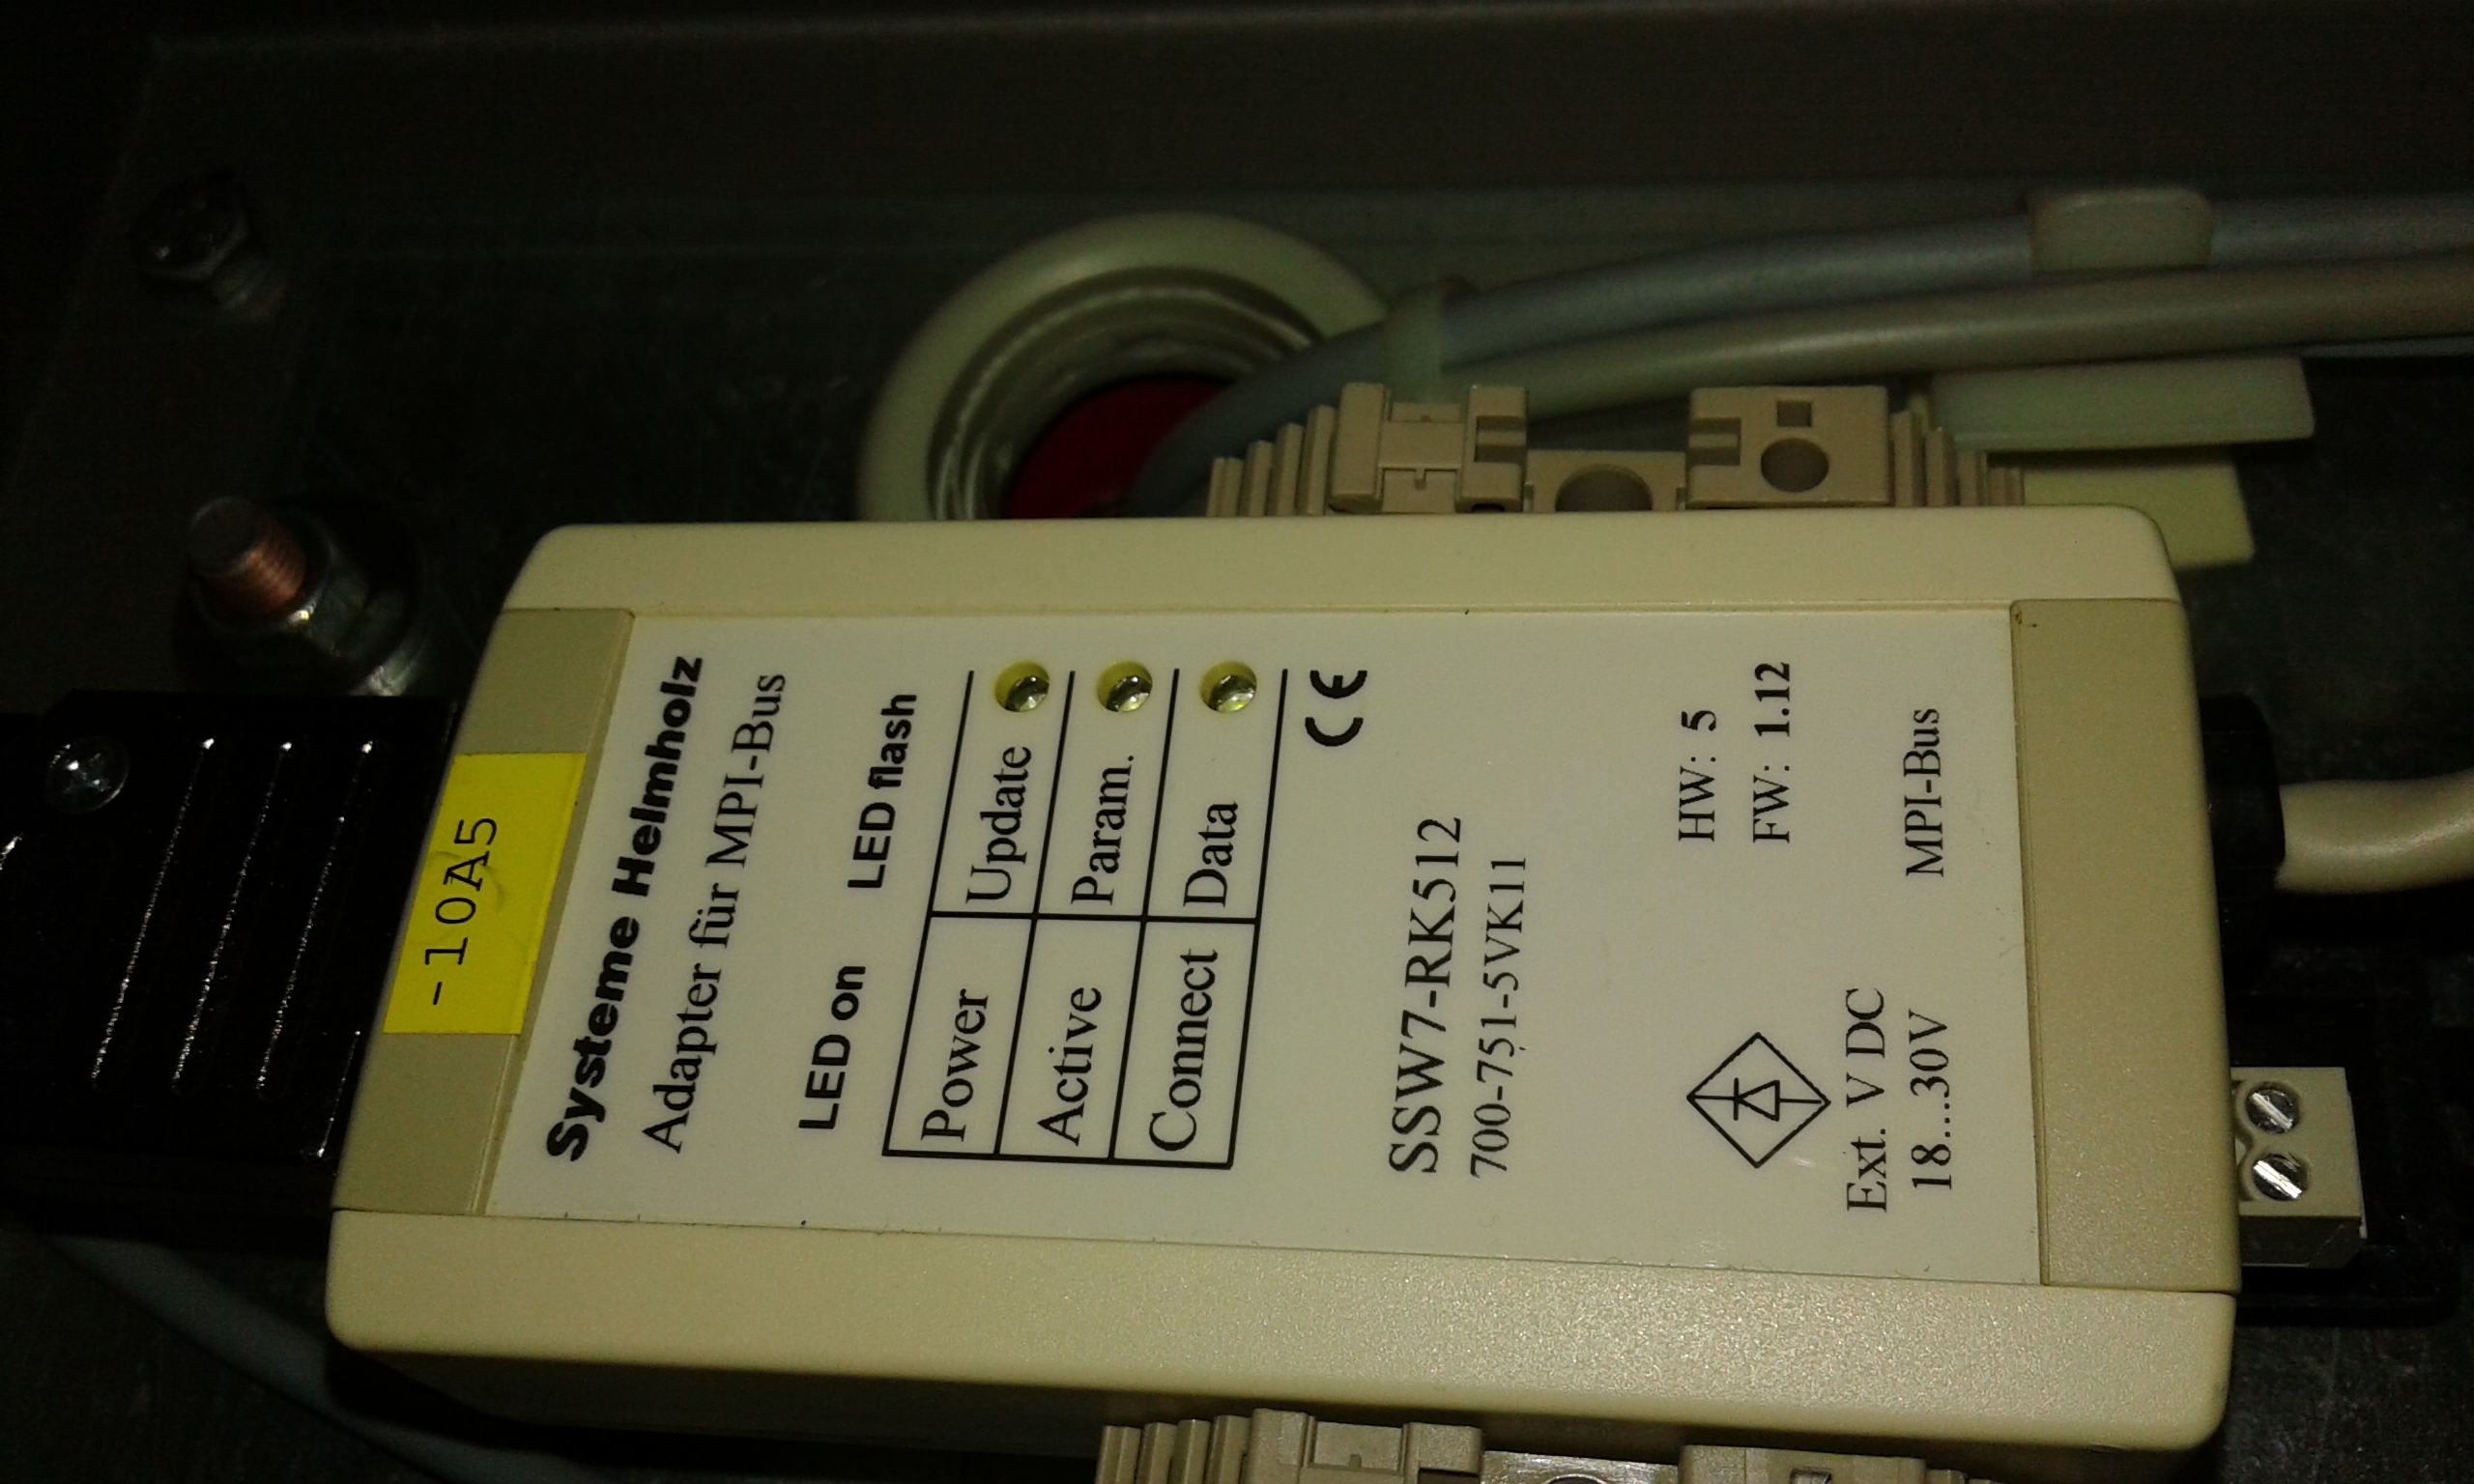 -10A5
Systeme Helmholz
Adapter für MPI-Bus
LED on LED flash
Power Update
Active Param.
Connect Data
CE
SSW7-RK512
700-751-5VK11
HW: 5
FW: 1.12
Ext. V DC
18...30V
MPI-Bus